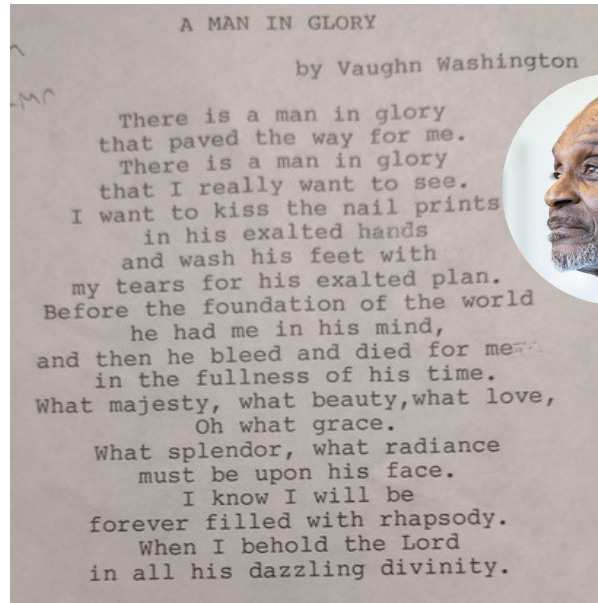 A MAN IN GLORY
by Vaughn Washington
There is a man in glory
that paved the way for me.
There is a man in glory
that I really want to see.
I want to kiss the nail prints
in his exalted hands
and wash his feet with
my tears for his exalted plan.
Before the foundation of the world
he had me in his mind,
and then he bleed and died for me
in the fullness of his time.
What majesty, what beauty,what love,
Oh what grace.
What splendor, what radiance
must be upon his face.
I know I will be
forever filled with rhapsody.
When I behold the Lord
in all his dazzling divinity.